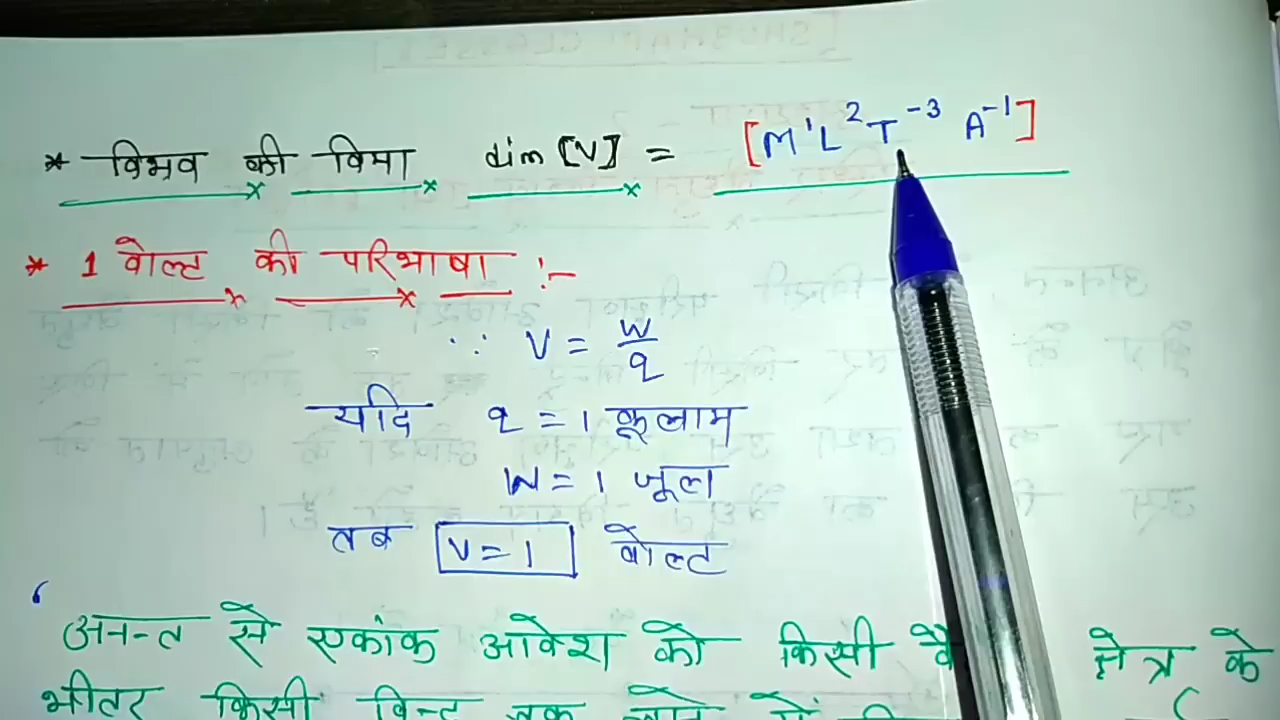 * विभव की विमा dim [V] = [M¹L²T⁻³ A⁻¹]
* 1 वोल्ट की परिभाषा :-
∵ V = W/q
यदि q = 1 कूलाम
W = 1 जूल
तब V = 1 वोल्ट
अनन्त से एकांक आवेश को किसी क्षेत्र के
भीतर किसी